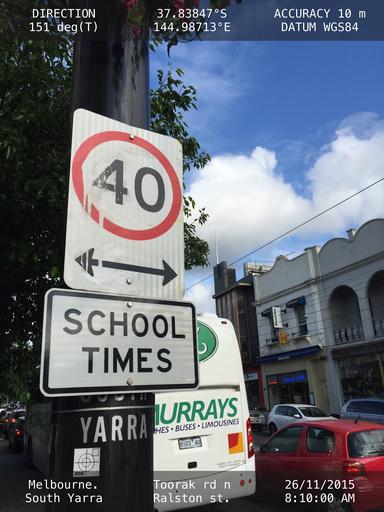 DIRECTION
151 deg(T)
37.83847°S
144.98713°E
ACCURACY 10 m
DATUM WGS84
40
SCHOOL
TIMES
YARRA
MURRAYS
HES • BUSES • LIMOUSINES
Melbourne.
South Yarra
Toorak rd n
Ralston st.
26/11/2015
8:10:00 AM